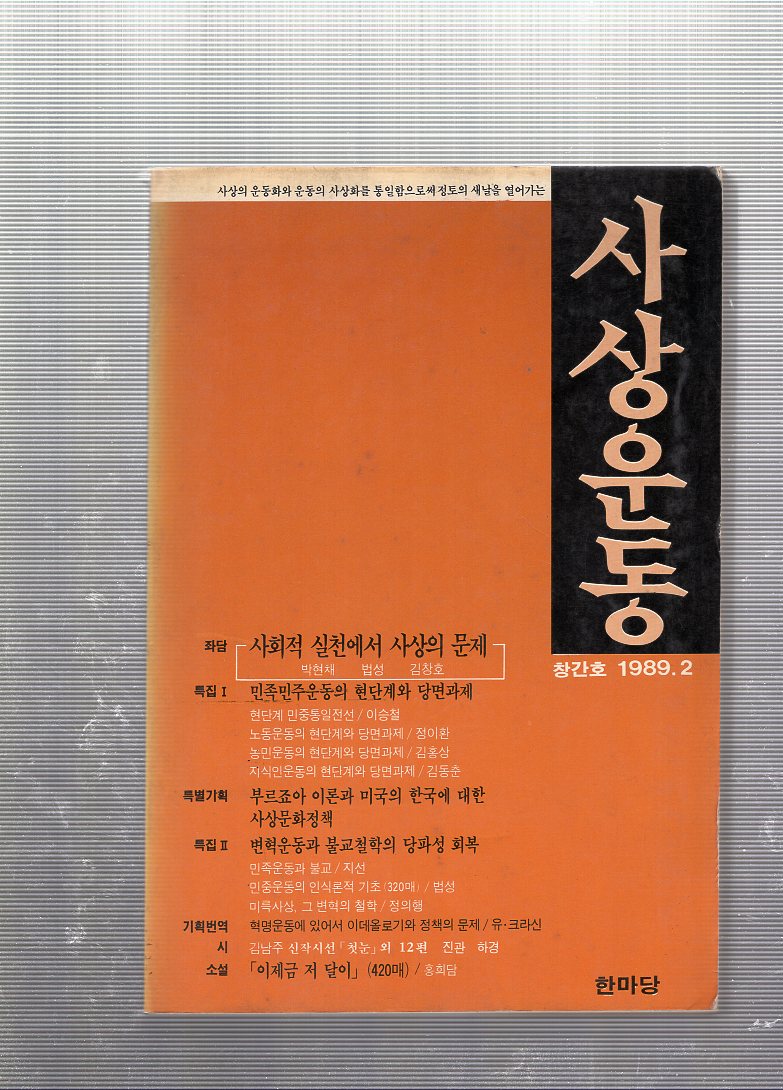 사상의 운동화와 운동의 사상화를 통일함으로써 정토의 새날을 열어가는
사상운동
창간호 1989. 2
좌담 사회적 실천에서 사상의 문제
박현채 법성 김창호
특집 I 민족민주운동의 현단계와 당면과제
현단계 민중통일전선 / 이승철
노동운동의 현단계와 당면과제 / 정이환
농민운동의 현단계와 당면과제 / 김홍상
지식인운동의 현단계와 당면과제 / 김동춘
특별기획 부르죠아 이론과 미국의 한국에 대한
사상문화정책
특집 II 변혁운동과 불교철학의 당파성 회복
민족운동과 불교 / 지선
민중운동의 인식론적 기초 (320매) / 법성
미륵사상, 그 변혁의 철학 / 정의행
기획번역 혁명운동에 있어서 이데올로기와 정책의 문제 / 유·크라신
시 김남주 신작시선 「첫눈」 외 12편 진관 하경
소설 「이제금 저 달이」 (420매) / 홍희담
한마당